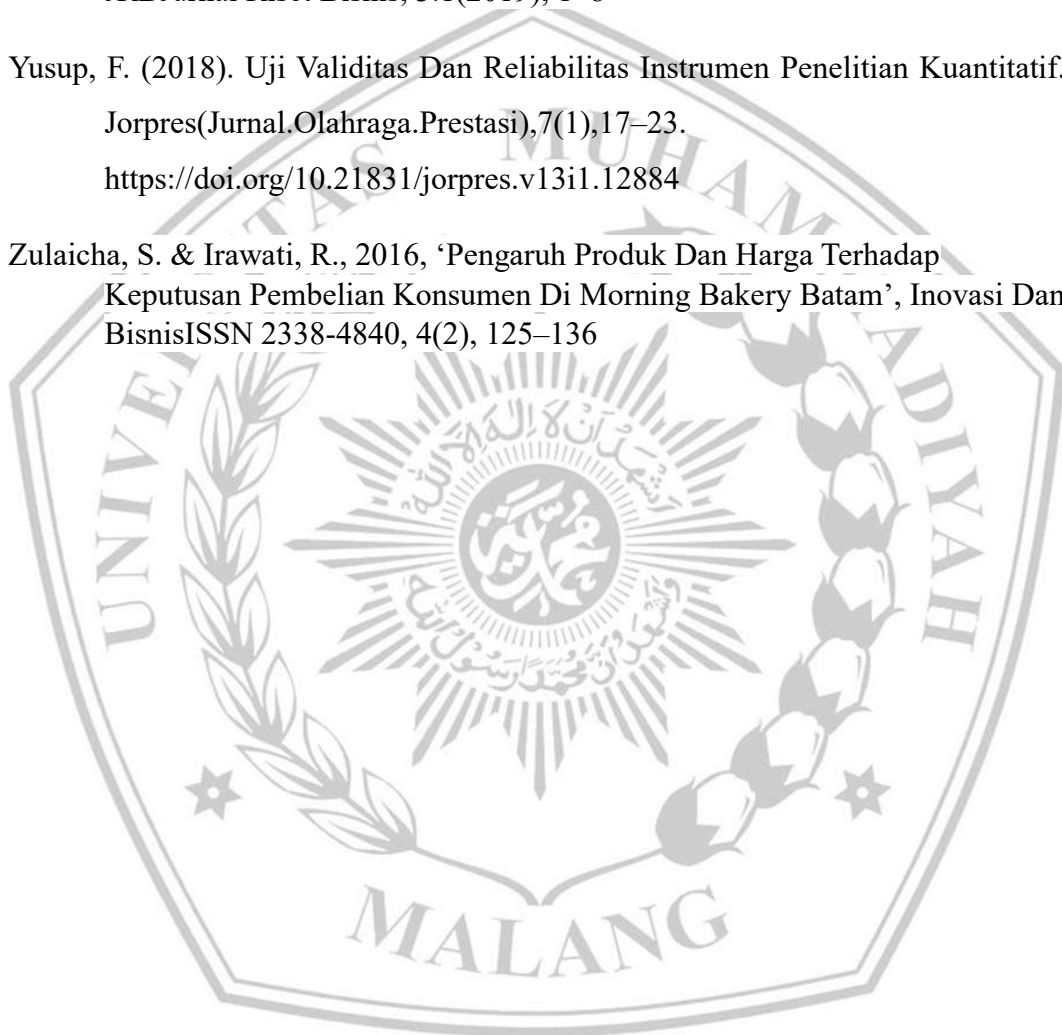 Yusup, F. (2018). Uji Validitas Dan Reliabilitas Instrumen Penelitian Kuantitatif.
Jorpres(Jurnal.Olahraga.Prestasi),7(1),17–23.
https://doi.org/10.21831/jorpres.v13i1.12884
Zulaicha, S. & Irawati, R., 2016, ‘Pengaruh Produk Dan Harga Terhadap
Keputusan Pembelian Konsumen Di Morning Bakery Batam’, Inovasi Dan
BisnisISSN 2338-4840, 4(2), 125–136
MUHAMMADIYAH
MALANG